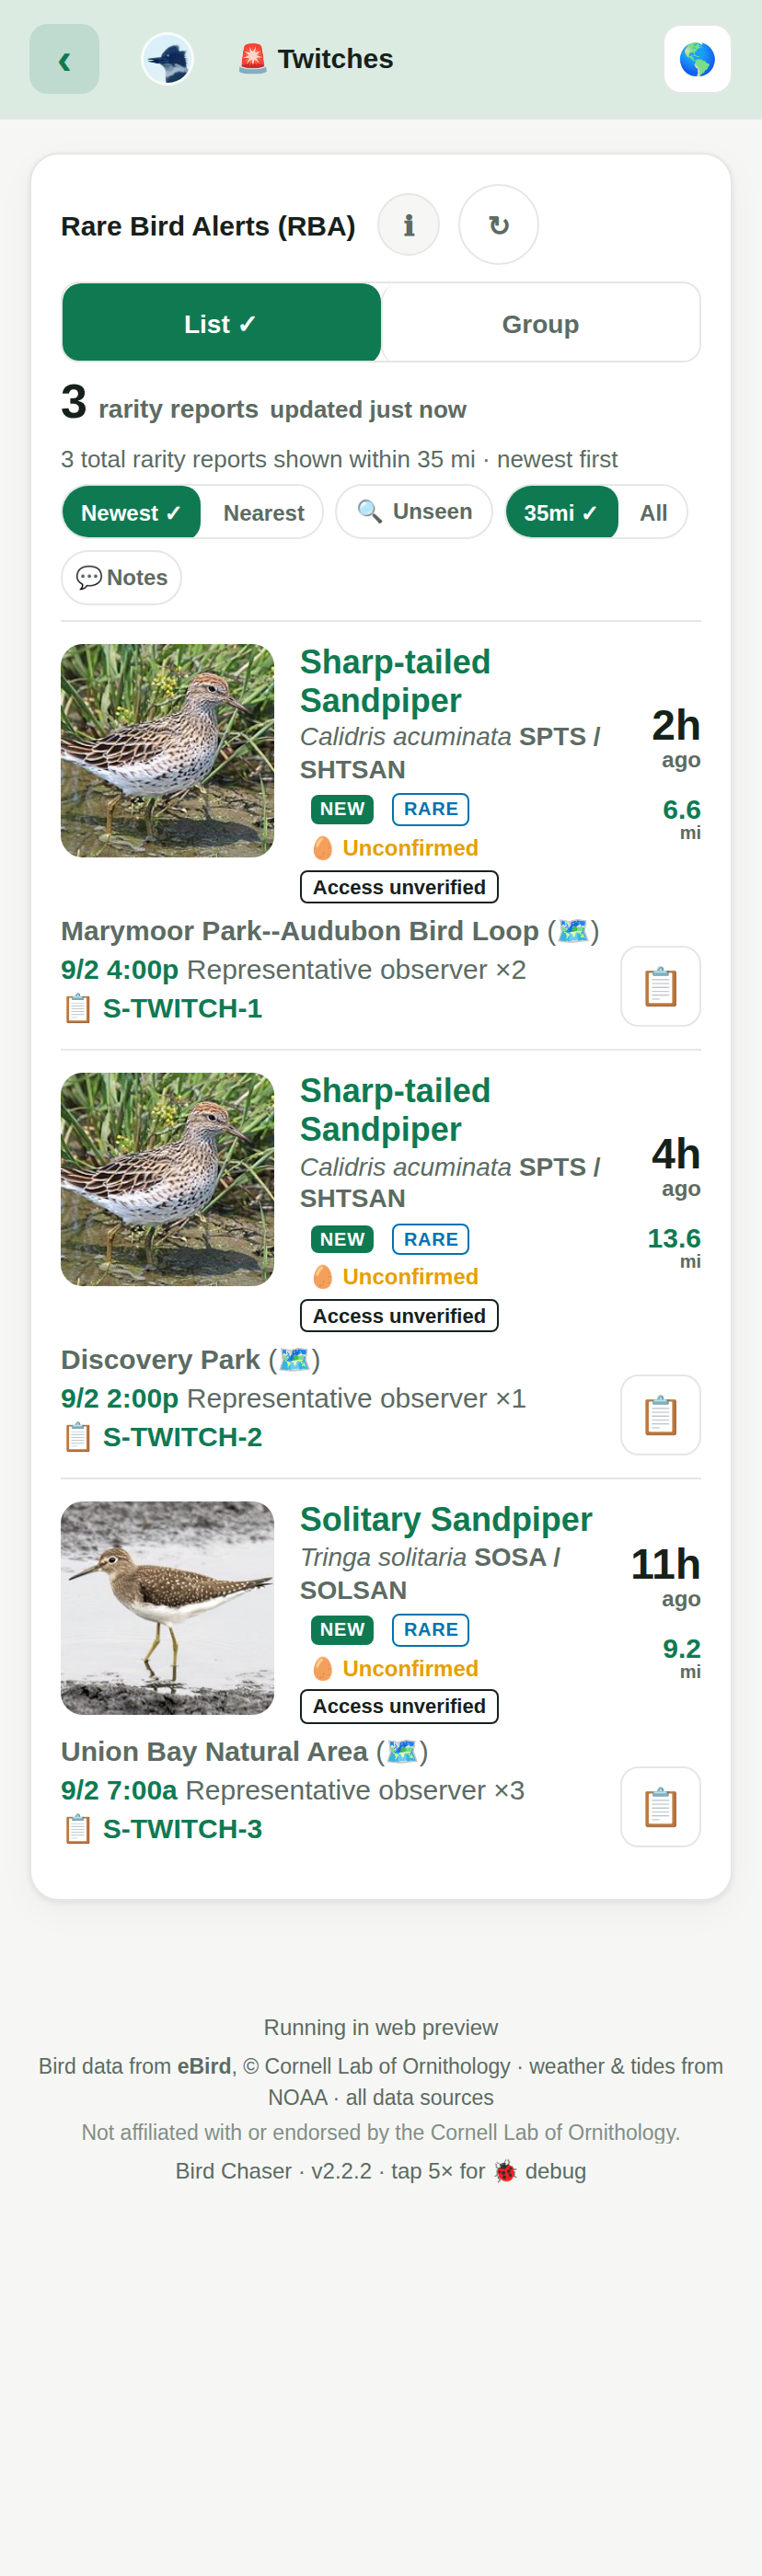 ‹ 🚨 Twitches 🌎
Rare Bird Alerts (RBA) ℹ ↻
List ✓ Group
3 rarity reports updated just now
3 total rarity reports shown within 35 mi · newest first
Newest ✓ Nearest 🔍 Unseen 35mi ✓ All
💬 Notes
Sharp-tailed
Sandpiper
Calidris acuminata SPTS /
SHTSAN
2h
ago
NEW RARE
6.6
mi
🥚 Unconfirmed
Access unverified
Marymoor Park--Audubon Bird Loop (🗺️)
9/2 4:00p Representative observer ×2
📋 S-TWITCH-1
📋
Sharp-tailed
Sandpiper
Calidris acuminata SPTS /
SHTSAN
4h
ago
NEW RARE
13.6
mi
🥚 Unconfirmed
Access unverified
Discovery Park (🗺️)
9/2 2:00p Representative observer ×1
📋 S-TWITCH-2
📋
Solitary Sandpiper
Tringa solitaria SOSA /
SOLSAN
11h
ago
NEW RARE
9.2
mi
🥚 Unconfirmed
Access unverified
Union Bay Natural Area (🗺️)
9/2 7:00a Representative observer ×3
📋 S-TWITCH-3
📋
Running in web preview
Bird data from eBird, © Cornell Lab of Ornithology · weather & tides from
NOAA · all data sources
Not affiliated with or endorsed by the Cornell Lab of Ornithology.
Bird Chaser · v2.2.2 · tap 5× for 🐞 debug